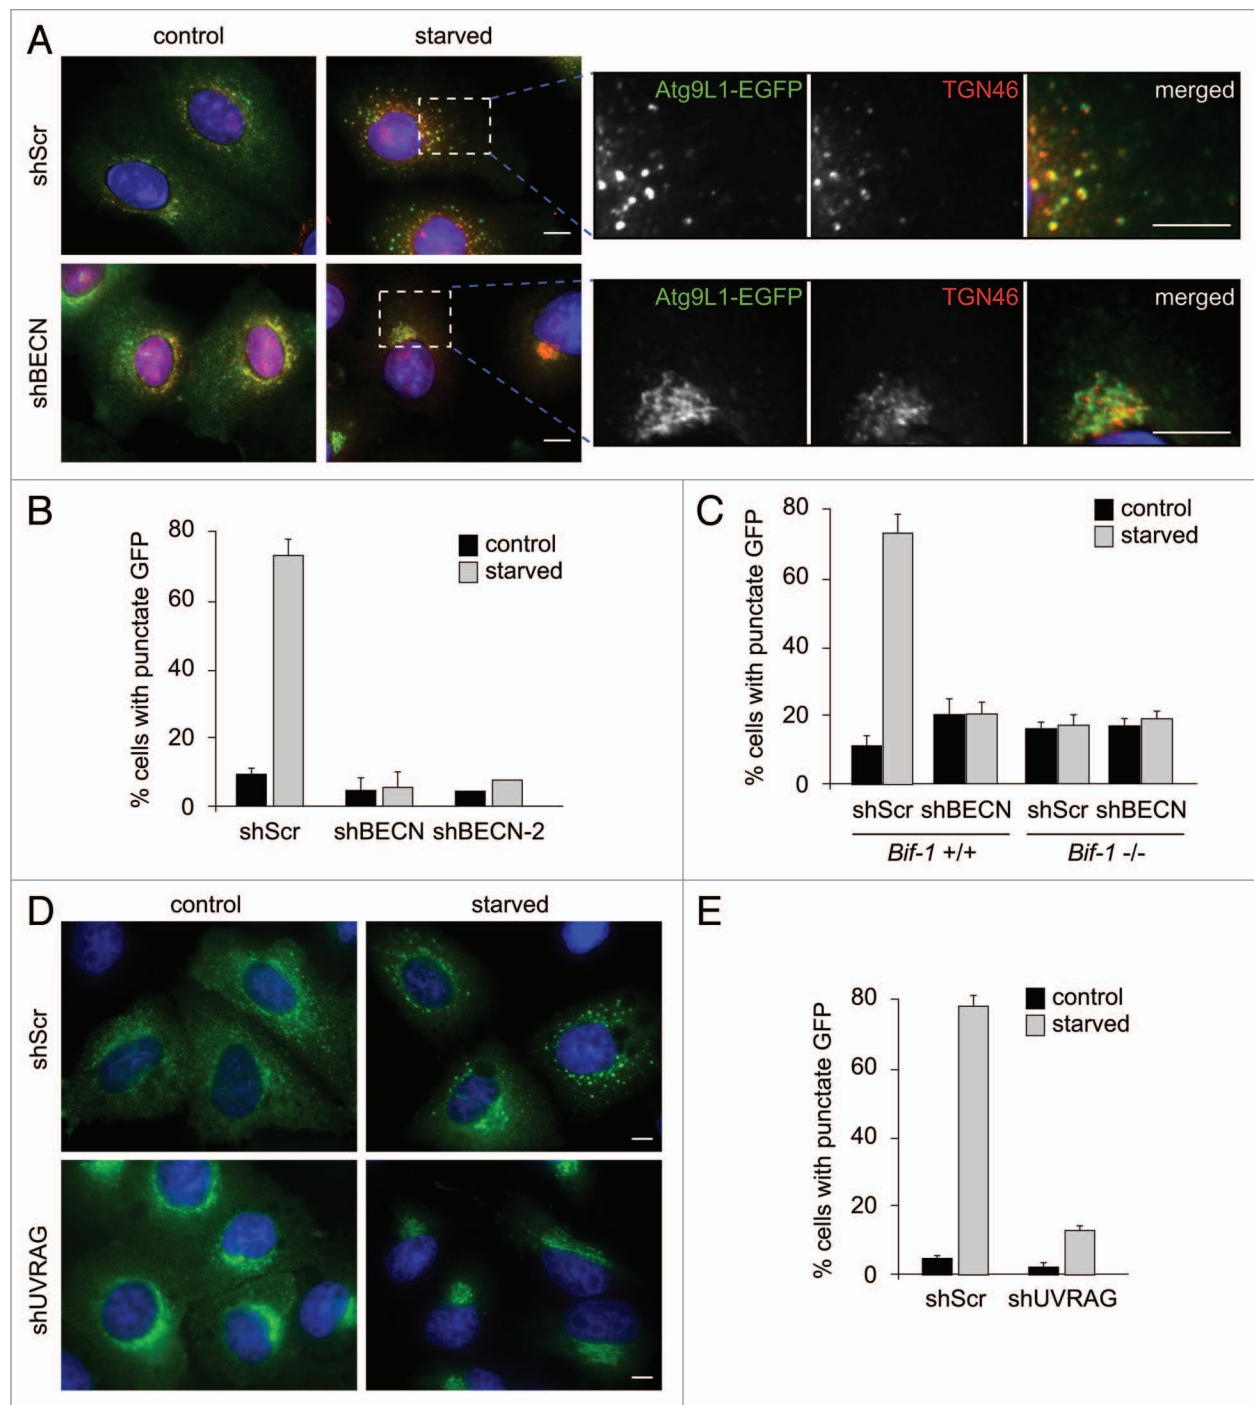 A
control
starved
shScr
Atg9L1-EGFP
TGN46
merged
shBECN
Atg9L1-EGFP
TGN46
merged
B
% cells with punctate GFP
80
60
40
20
0
control
starved
shScr
shBECN
shBECN-2
C
% cells with punctate GFP
80
60
40
20
0
control
starved
shScr shBECN shScr shBECN
Bif-1 +/+ Bif-1 -/-
D
control
starved
shScr
shUVRAG
E
% cells with punctate GFP
80
60
40
20
0
control
starved
shScr shUVRAG